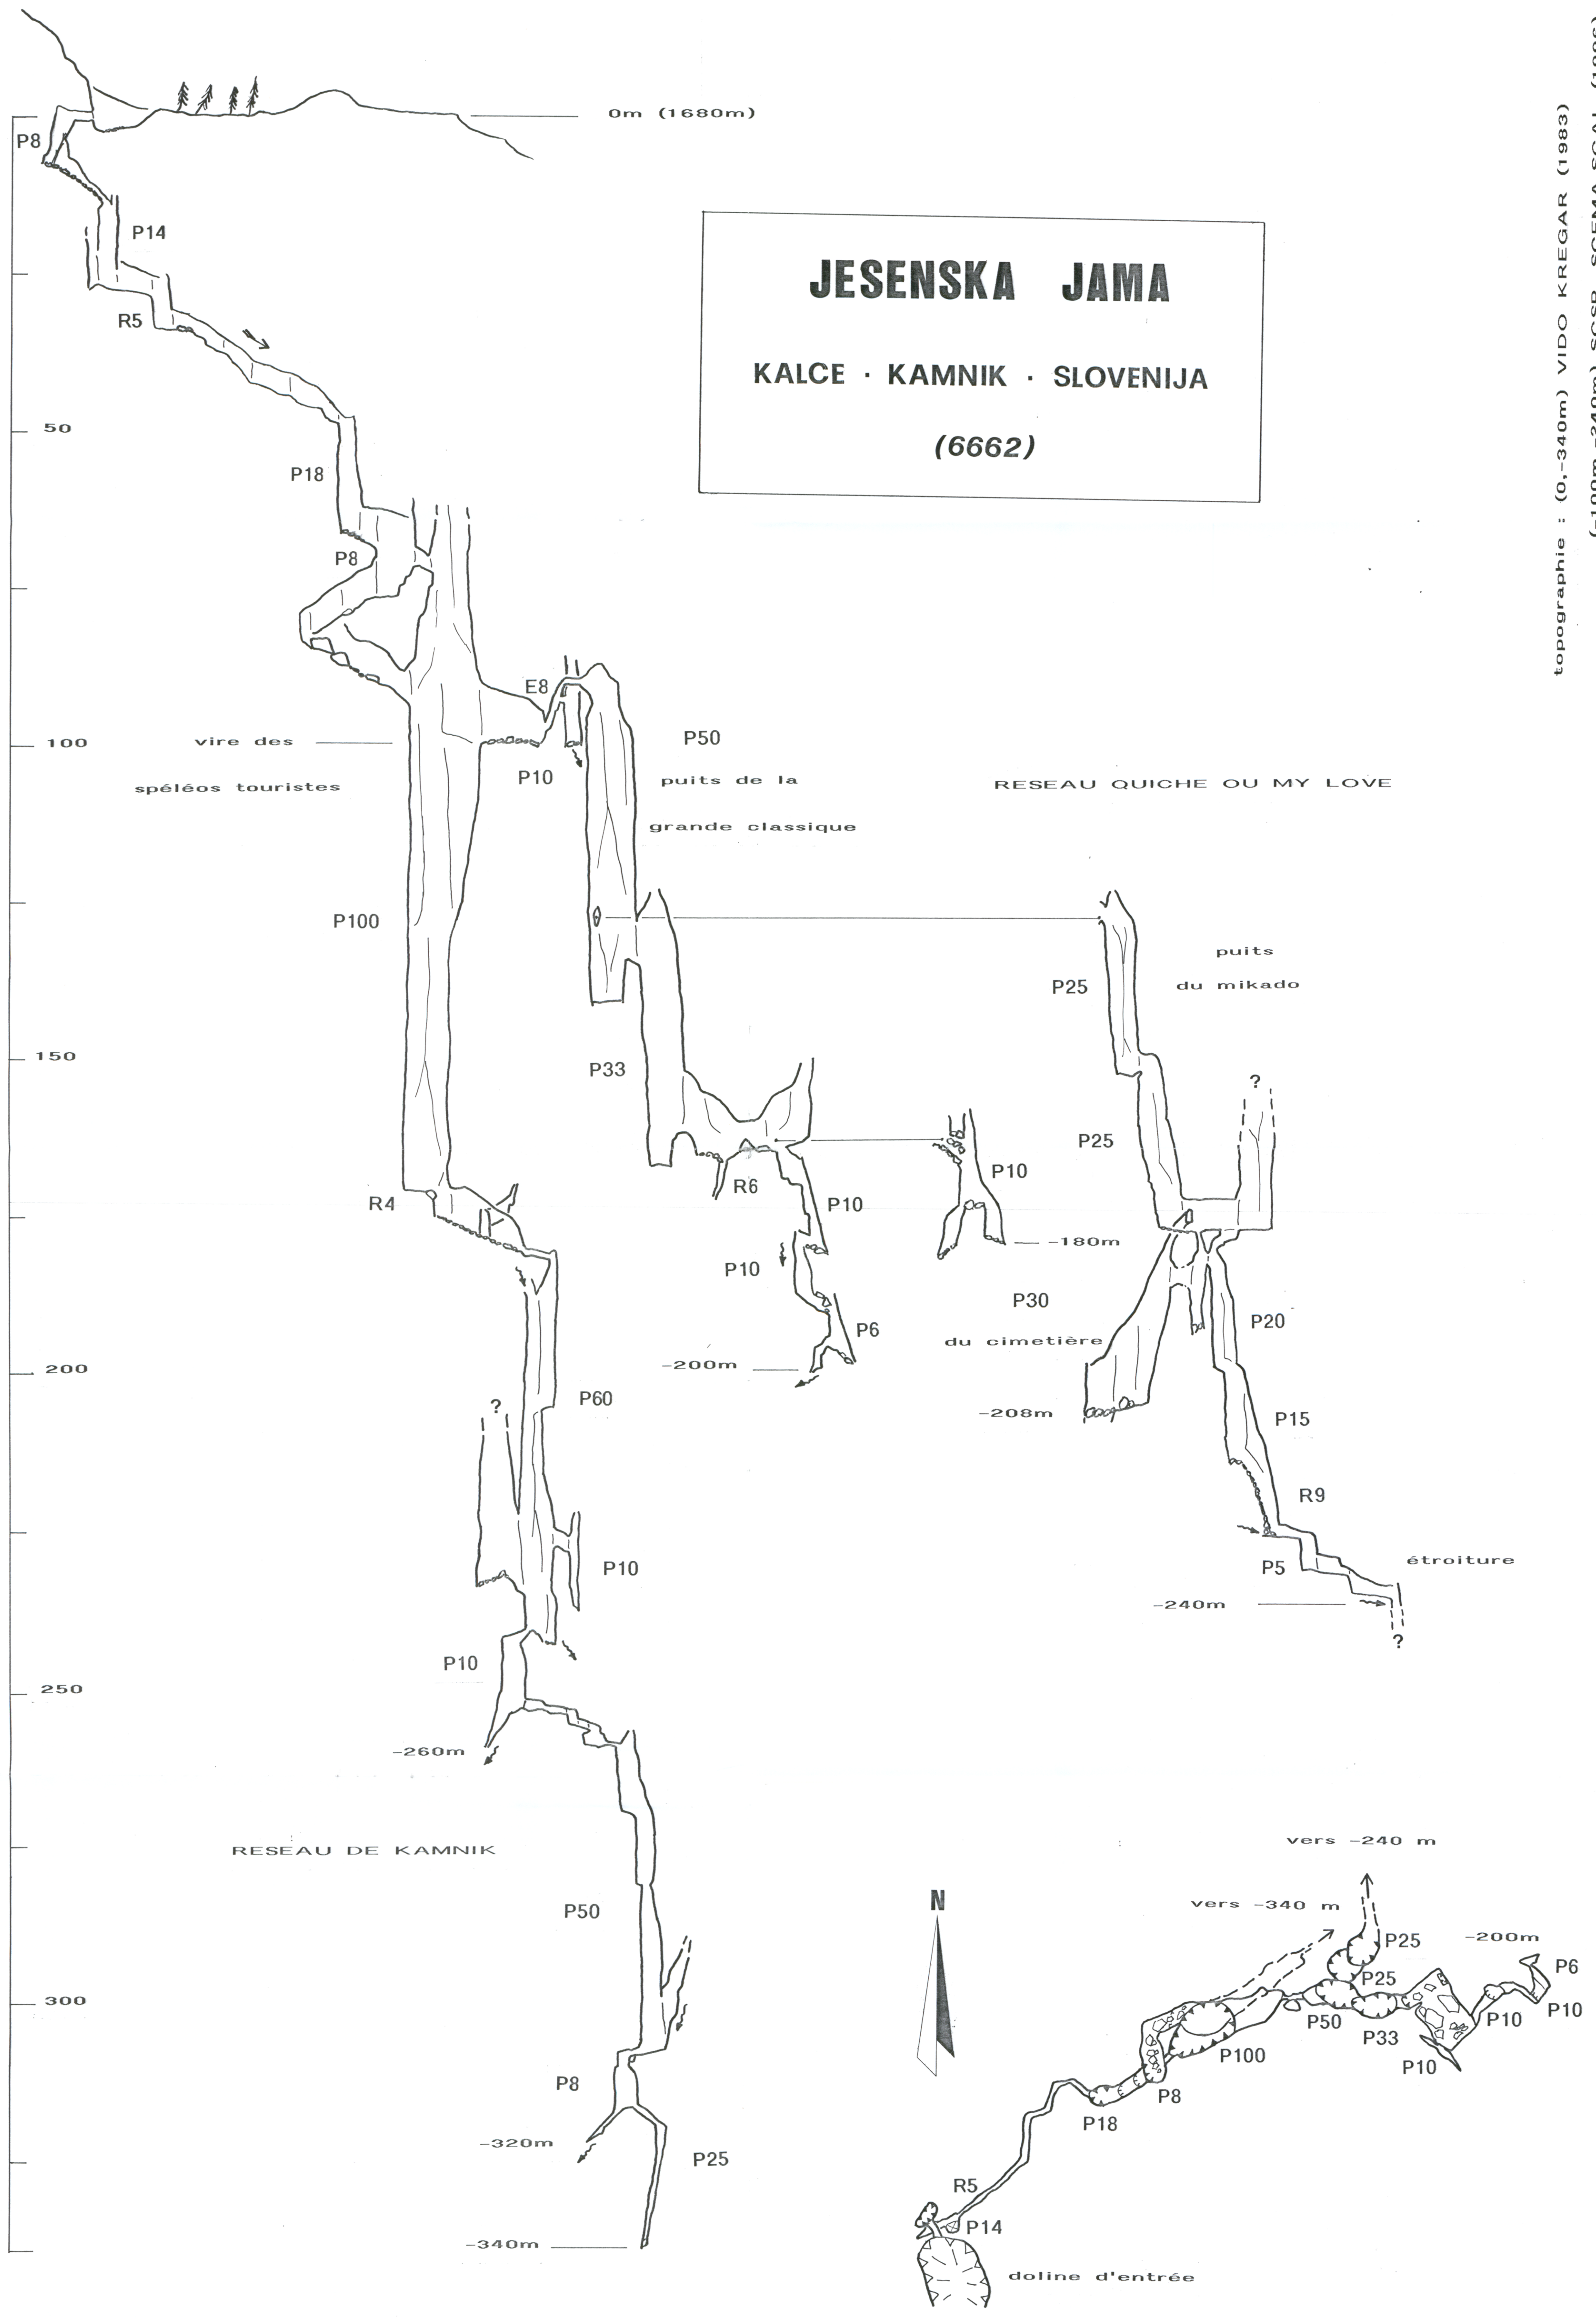 0m (1680m)
P8
P14
R5
JESENSKA JAMA
KALCE · KAMNIK · SLOVENIJA
(6662)
topographie : (0,-340m) VIDO KREGAR (1983)
50
P18
P8
E8
100
vire des
spéléos touristes
P10
P50
puits de la
grande classique
RESEAU QUICHE OU MY LOVE
P100
P25
puits
du mikado
150
P33
?
P25
R4
R6
P10
P10
P10
-180m
P30
du cimetière
P20
P6
200
-200m
P60
?
-208m
P15
R9
P10
P5
étroiture
-240m
?
P10
250
-260m
RESEAU DE KAMNIK
P50
300
P8
-320m
P25
-340m
vers -240 m
vers -340 m
N
P25
-200m
P6
P25
P50
P33
P10
P10
P100
P10
P8
P18
R5
P14
doline d'entrée